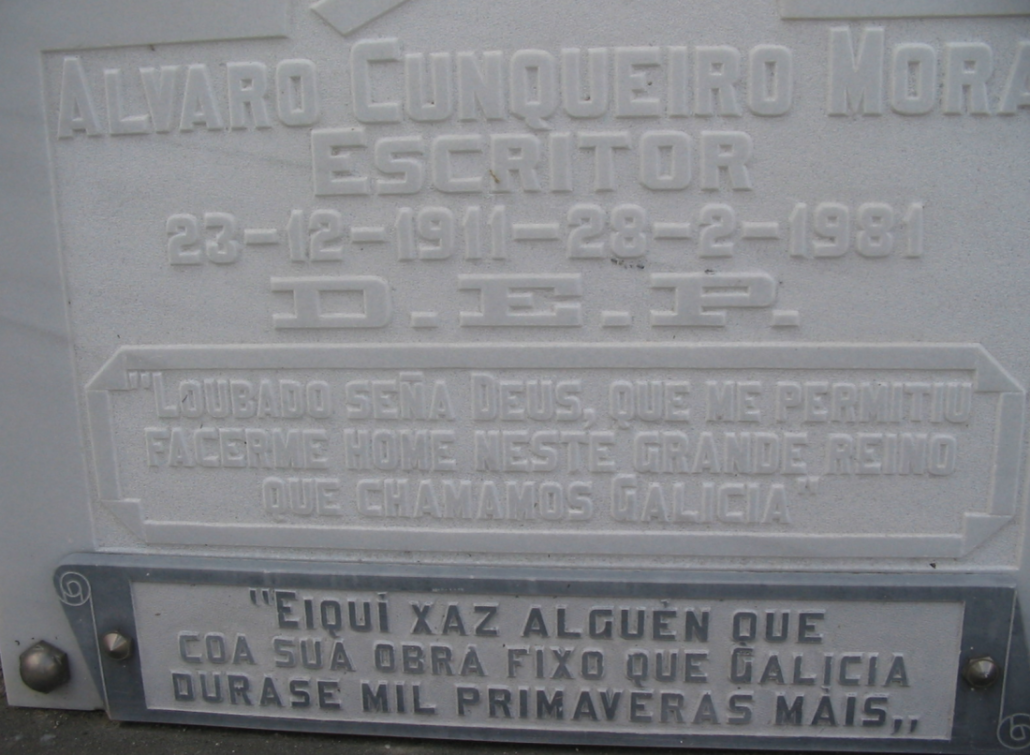 ALVARO CUNQUEIRO MORA
ESCRITOR
23-12-1911-28-2-1981
D.E.P.
"LOUBADO SEÑA DEUS, QUE ME PERMITIU
FACERME HOME NESTE GRANDE REINO
QUE CHAMAMOS GALICIA"
"EIQUÍ XAZ ALGUÉN QUE
COA SUA OBRA FIXO QUE GALICIA
DURASE MIL PRIMAVERAS MÁIS,,